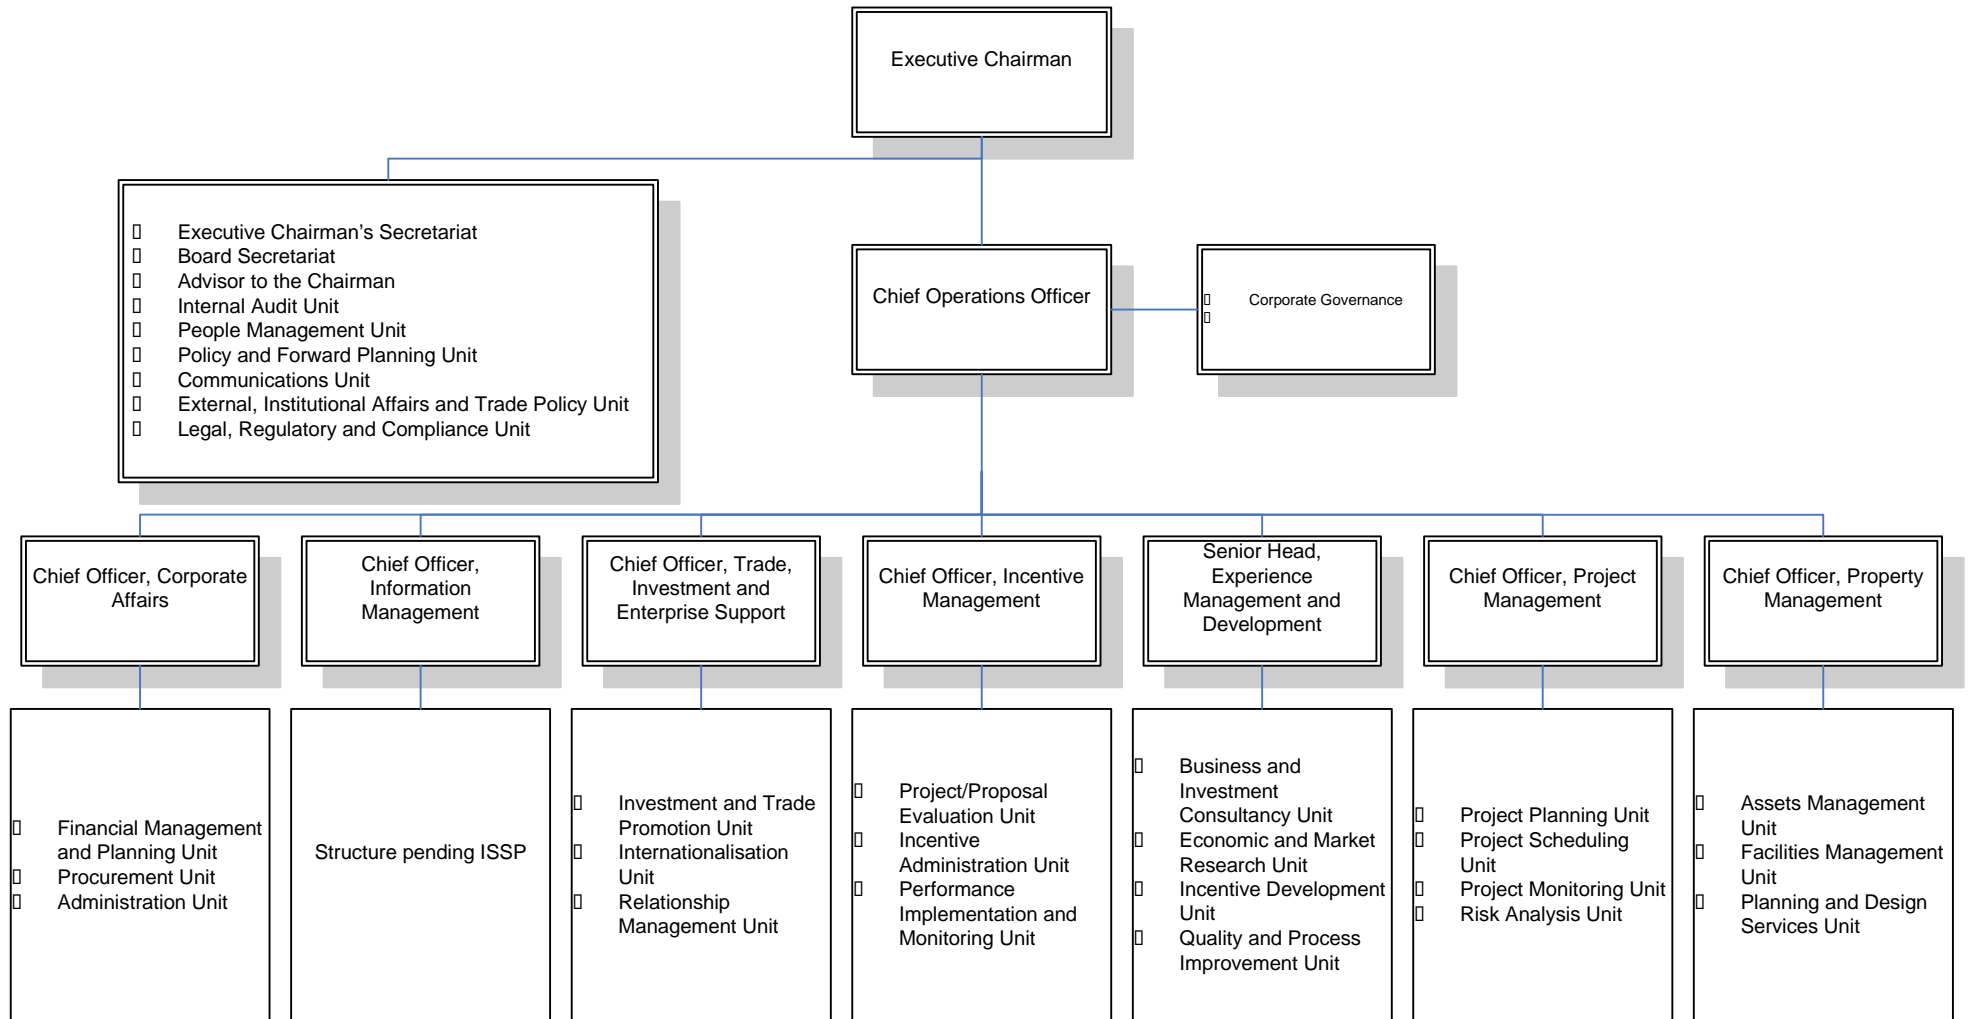 Executive Chairman
Executive Chairman’s Secretariat
Board Secretariat
Advisor to the Chairman
Internal Audit Unit
People Management Unit
Policy and Forward Planning Unit
Communications Unit
External, Institutional Affairs and Trade Policy Unit
Legal, Regulatory and Compliance Unit
Chief Operations Officer
Corporate Governance
Chief Officer, Corporate
Affairs
Chief Officer,
Information
Management
Chief Officer, Trade,
Investment and
Enterprise Support
Chief Officer, Incentive
Management
Senior Head,
Experience
Management and
Development
Chief Officer, Project
Management
Chief Officer, Property
Management
Financial Management
and Planning Unit
Procurement Unit
Administration Unit
Structure pending ISSP
Investment and Trade
Promotion Unit
Internationalisation
Unit
Relationship
Management Unit
Project/Proposal
Evaluation Unit
Incentive
Administration Unit
Performance
Implementation and
Monitoring Unit
Business and
Investment
Consultancy Unit
Economic and Market
Research Unit
Incentive Development
Unit
Quality and Process
Improvement Unit
Project Planning Unit
Project Scheduling
Unit
Project Monitoring Unit
Risk Analysis Unit
Assets Management
Unit
Facilities Management
Unit
Planning and Design
Services Unit